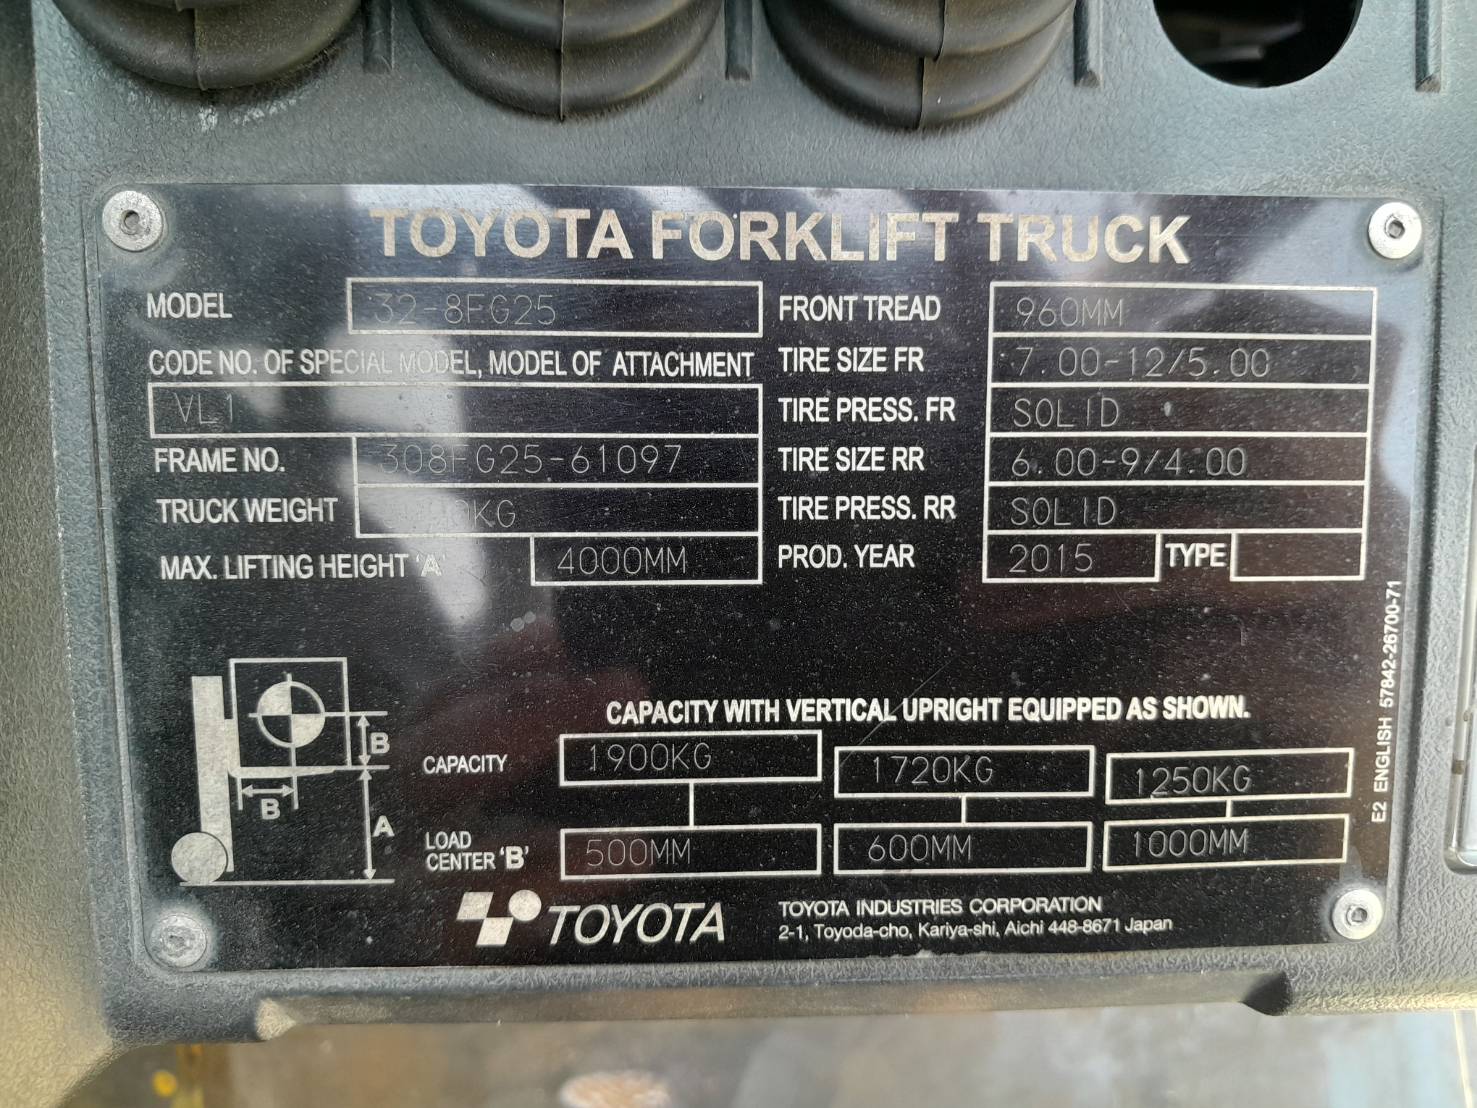 TOYOTA FORKLIFT TRUCK
MODEL 32-8FG25
CODE NO. OF SPECIAL MODEL, MODEL OF ATTACHMENT
VL1
FRAME NO. 308FG25-61097
TRUCK WEIGHT KG
MAX. LIFTING HEIGHT 'A' 4000MM
FRONT TREAD 960MM
TIRE SIZE FR 7.00-12/5.00
TIRE PRESS. FR SOLID
TIRE SIZE RR 6.00-9/4.00
TIRE PRESS. RR SOLID
PROD. YEAR 2015 TYPE
B
B
A
CAPACITY WITH VERTICAL UPRIGHT EQUIPPED AS SHOWN.
CAPACITY 1900KG 1720KG 1250KG
LOAD
CENTER 'B' 500MM 600MM 1000MM
TOYOTA
TOYOTA INDUSTRIES CORPORATION
2-1, Toyoda-cho, Kariya-shi, Aichi 448-8671 Japan
E2 ENGLISH 57842-26700-71